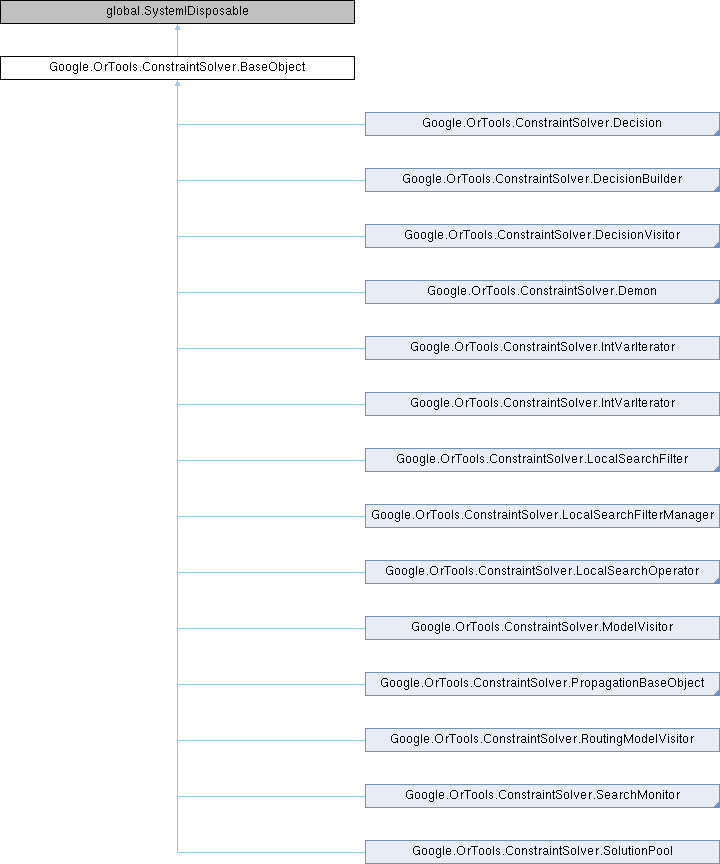 global.SystemIDisposable
Google.OrTools.ConstraintSolver.BaseObject
Google.OrTools.ConstraintSolver.Decision
Google.OrTools.ConstraintSolver.DecisionBuilder
Google.OrTools.ConstraintSolver.DecisionVisitor
Google.OrTools.ConstraintSolver.Demon
Google.OrTools.ConstraintSolver.IntVarIterator
Google.OrTools.ConstraintSolver.IntVarIterator
Google.OrTools.ConstraintSolver.LocalSearchFilter
Google.OrTools.ConstraintSolver.LocalSearchFilterManager
Google.OrTools.ConstraintSolver.LocalSearchOperator
Google.OrTools.ConstraintSolver.ModelVisitor
Google.OrTools.ConstraintSolver.PropagationBaseObject
Google.OrTools.ConstraintSolver.RoutingModelVisitor
Google.OrTools.ConstraintSolver.SearchMonitor
Google.OrTools.ConstraintSolver.SolutionPool